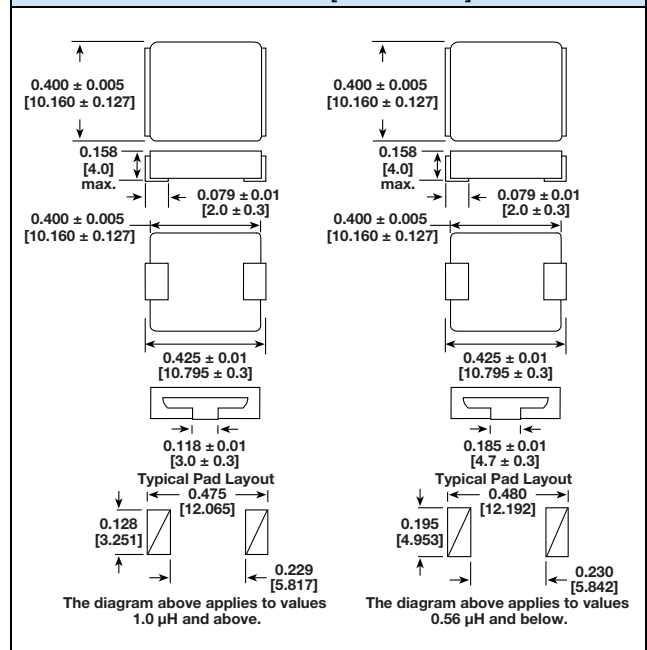 0.400 ± 0.005
[10.160 ± 0.127]
0.158
[4.0]
max.
0.079 ± 0.01
[2.0 ± 0.3]
0.400 ± 0.005
[10.160 ± 0.127]
0.425 ± 0.01
[10.795 ± 0.3]
0.118 ± 0.01
[3.0 ± 0.3]
Typical Pad Layout
0.475
[12.065]
0.128
[3.251]
0.229
[5.817]
The diagram above applies to values
1.0 µH and above.
0.400 ± 0.005
[10.160 ± 0.127]
0.158
[4.0]
max.
0.079 ± 0.01
[2.0 ± 0.3]
0.400 ± 0.005
[10.160 ± 0.127]
0.425 ± 0.01
[10.795 ± 0.3]
0.185 ± 0.01
[4.7 ± 0.3]
Typical Pad Layout
0.480
[12.192]
0.195
[4.953]
0.230
[5.842]
The diagram above applies to values
0.56 µH and below.